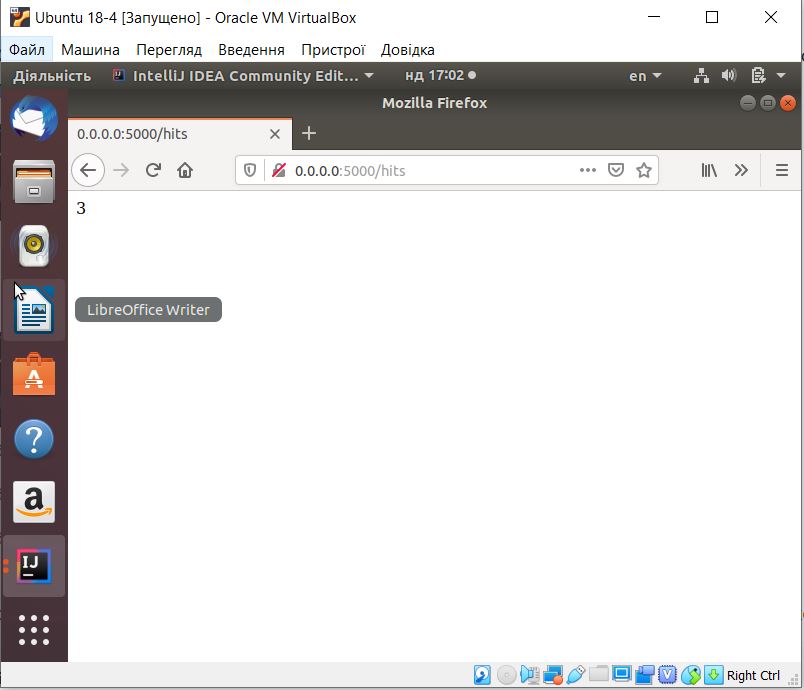 Ubuntu 18-4 [Запущено] - Oracle VM VirtualBox
Файл Машина Перегляд Введення Пристрої Довідка
Діяльність IntelliJ IDEA Community Edit… нд 17:02 en
Mozilla Firefox
0.0.0.0:5000/hits
0.0.0.0:5000/hits
3
LibreOffice Writer
Right Ctrl